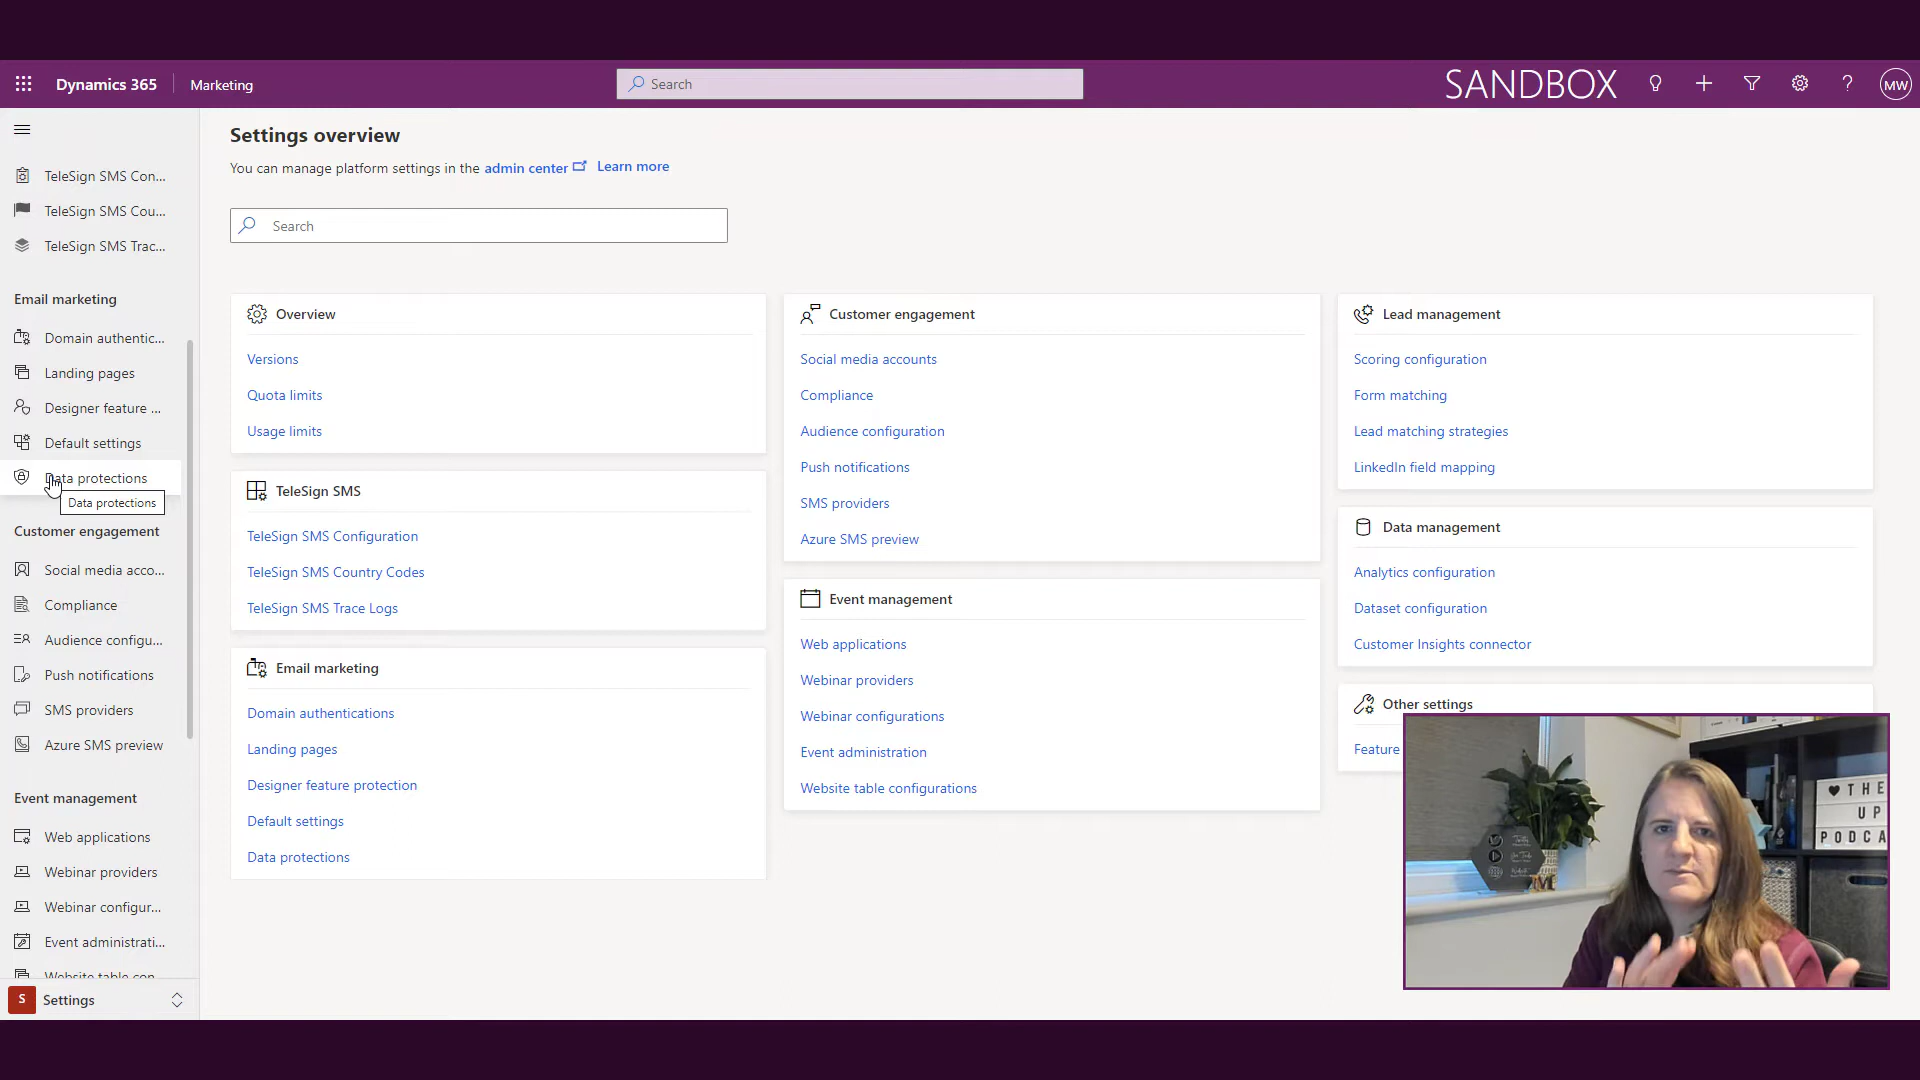 Dynamics 365
Marketing
Search
SANDBOX
MW
TeleSign SMS Con...
TeleSign SMS Cou...
TeleSign SMS Trac...
Email marketing
Domain authentic...
Landing pages
Designer feature ...
Default settings
Data protections
Data protections
Customer engagement
Social media acco...
Compliance
Audience configu...
Push notifications
SMS providers
Azure SMS preview
Event management
Web applications
Webinar providers
Webinar configur...
Event administrati...
Website table con...
S
Settings
Settings overview
You can manage platform settings in the admin center Learn more
Search
Overview
Versions
Quota limits
Usage limits
TeleSign SMS
TeleSign SMS Configuration
TeleSign SMS Country Codes
TeleSign SMS Trace Logs
Email marketing
Domain authentications
Landing pages
Designer feature protection
Default settings
Data protections
Customer engagement
Social media accounts
Compliance
Audience configuration
Push notifications
SMS providers
Azure SMS preview
Event management
Web applications
Webinar providers
Webinar configurations
Event administration
Website table configurations
Lead management
Scoring configuration
Form matching
Lead matching strategies
LinkedIn field mapping
Data management
Analytics configuration
Dataset configuration
Customer Insights connector
Other settings
Feature
THE
UP
PODCA